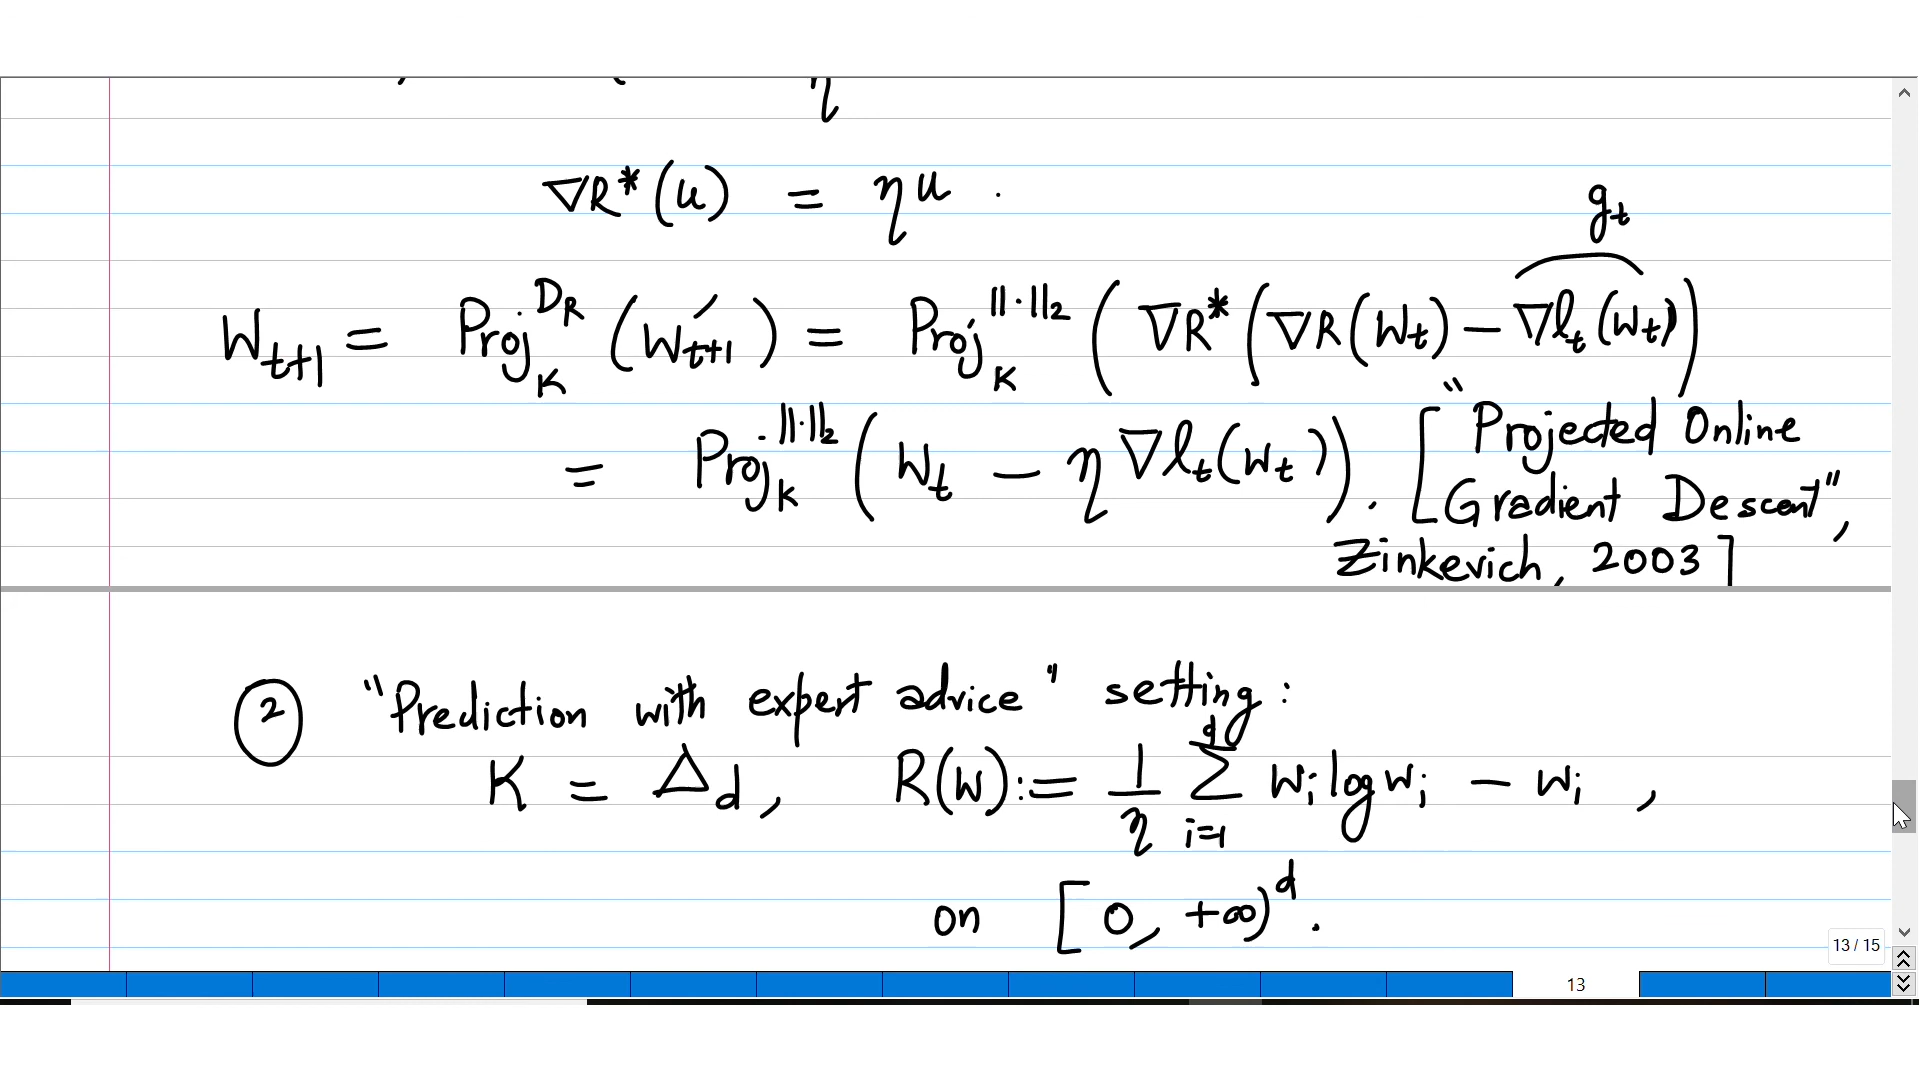 η
∇R*(u) = ηu .
g_t
W_{t+1} = Proj_K^{D_R} (W'_{t+1}) = Proj_K^{||·||_2} ( ∇R* (∇R(W_t) − ∇l_t(W_t) )
= Proj_K^{||·||_2} ( W_t − η ∇l_t(W_t) ) . [ "Projected Online
Gradient Descent",
Zinkevich, 2003 ]
② "Prediction with expert advice" setting :
K = Δ_d , R(W) := 1/η Σ_{i=1}^d w_i log w_i − w_i ,
on [0, +∞)^d .
13 / 15
13